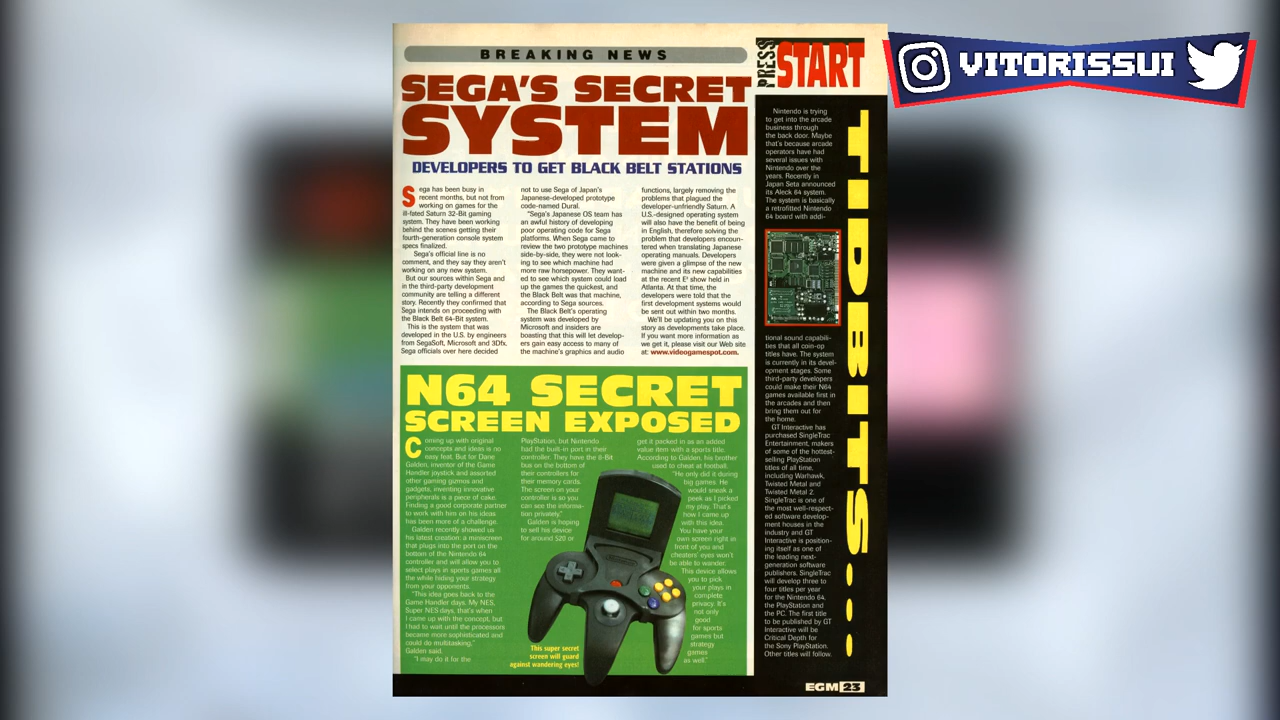 BREAKING NEWS
SEGA'S SECRET
SYSTEM
DEVELOPERS TO GET BLACK BELT STATIONS
Sega has been busy in
recent months, but not from
working on games for the
ill-fated Saturn 32-Bit gaming
system. They have been working
behind the scenes getting their
fourth-generation console system
specs finalized.
Sega's official line is no
comment, and they say they aren't
working on any new system.
But our sources within Sega and
in the third-party development
community are telling a different
story. Recently they confirmed that
Sega intends on proceeding with
the Black Belt 64-Bit system.
This is the system that was
developed in the U.S. by engineers
from SegaSoft, Microsoft and 3Dfx.
Sega officials over here decided
not to use Sega of Japan's
Japanese-developed prototype
code-named Dural.
"Sega's Japanese OS team has
an awful history of developing
poor operating code for Sega
platforms. When Sega came to
review the two prototype machines
side-by-side, they were not look-
ing to see which machine had
more raw horsepower. They want-
ed to see which system could load
up the games the quickest, and
the Black Belt was that machine,
according to Sega sources.
The Black Belt's operating
system was developed by
Microsoft and insiders are
boasting that this will let develop-
ers gain easy access to many of
the machine's graphics and audio
functions, largely removing the
problems that plagued the
developer-unfriendly Saturn. A
U.S.-designed operating system
will also have the benefit of being
in English, therefore solving the
problem that developers encoun-
tered when translating Japanese
operating manuals. Developers
were given a glimpse of the new
machine and its new capabilities
at the recent E³ show held in
Atlanta. At that time, the
developers were told that the
first development systems would
be sent out within two months.
We'll be updating you on this
story as developments take place.
If you want more information as
we get it, please visit our Web site
at: www.videogamespot.com.
N64 SECRET
SCREEN EXPOSED
Coming up with original
concepts and ideas is no
easy feat. But for Dane
Galden, inventor of the Game
Handler joystick and assorted
other gaming gizmos and
gadgets, inventing innovative
peripherals is a piece of cake.
Finding a good corporate partner
to work with him on his ideas
has been more of a challenge.
Galden recently showed us
his latest creation: a miniscreen
that plugs into the port on the
bottom of the Nintendo 64
controller and will allow you to
select plays in sports games all
the while hiding your strategy
from your opponents.
"This idea goes back to the
Game Handler days. My NES,
Super NES days, that's when
I came up with the concept, but
I had to wait until the processors
became more sophisticated and
could do multitasking,"
Galden said.
"I may do it for the
PlayStation, but Nintendo
had the built-in port in their
controller. They have the 6-Bit
bus on the bottom of
their controllers for
their memory cards.
The screen on your
controller is so you
can see the informa-
tion privately."
Galden is hoping
to sell his device
for around $20 or
get it packed in as an added
value item with a sports title.
According to Galden, his brother
used to cheat at football.
"He only did it during
big games. He
would sneak a
peek as I picked
my play. That's
how I came up
with this idea.
You have your
own screen right in
front of you and
cheaters' eyes won't
be able to wander.
This device allows
you to pick
your plays in
complete
privacy. It's
not only
good
for sports
games but
strategy
games
as well."
This super secret
screen will guard
against wandering eyes!
PRESS
START
Nintendo is trying
to get into the arcade
business through
the back door. Maybe
that's because arcade
operators have had
several issues with
Nintendo over the
years. Recently in
Japan Seta announced
its Aleck 64 system.
The system is basically
a retrofitted Nintendo
64 board with addi-
tional sound capabili-
ties that all coin-op
titles have. The system
is currently in its devel-
opment stages. Some
third-party developers
could make their N64
games available first in
the arcades and then
bring them out for
the home.
GT Interactive has
purchased SingleTrac
Entertainment, makers
of some of the hottest-
selling PlayStation
titles of all time,
including Warhawk,
Twisted Metal and
Twisted Metal 2.
SingleTrac is one of
the most well-respect-
ed software develop-
ment houses in the
industry and GT
Interactive is position-
ing itself as one of
the leading next-
generation software
publishers. SingleTrac
will develop three to
four titles per year
for the Nintendo 64,
the PlayStation and
the PC. The first title
to be published by GT
Interactive will be
Critical Depth for
the Sony PlayStation.
Other titles will follow.
TIDBITS...
EGM 23
VITORISSUI